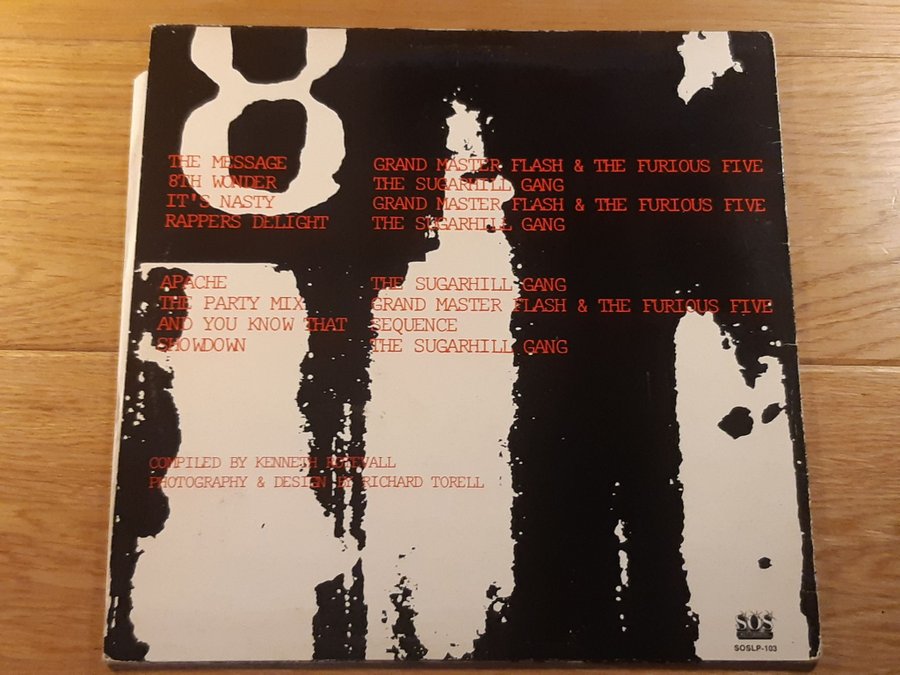 8
THE MESSAGE GRAND MASTER FLASH & THE FURIOUS FIVE
8TH WONDER THE SUGARHILL GANG
IT'S NASTY GRAND MASTER FLASH & THE FURIOUS FIVE
RAPPERS DELIGHT THE SUGARHILL GANG
APACHE THE SUGARHILL GANG
THE PARTY MIX GRAND MASTER FLASH & THE FURIOUS FIVE
AND YOU KNOW THAT SEQUENCE
SHOWDOWN THE SUGARHILL GANG
COMPILED BY KENNETH
PHOTOGRAPHY & DESIGN BY RICHARD TORELL
SOS
SOSLP-103